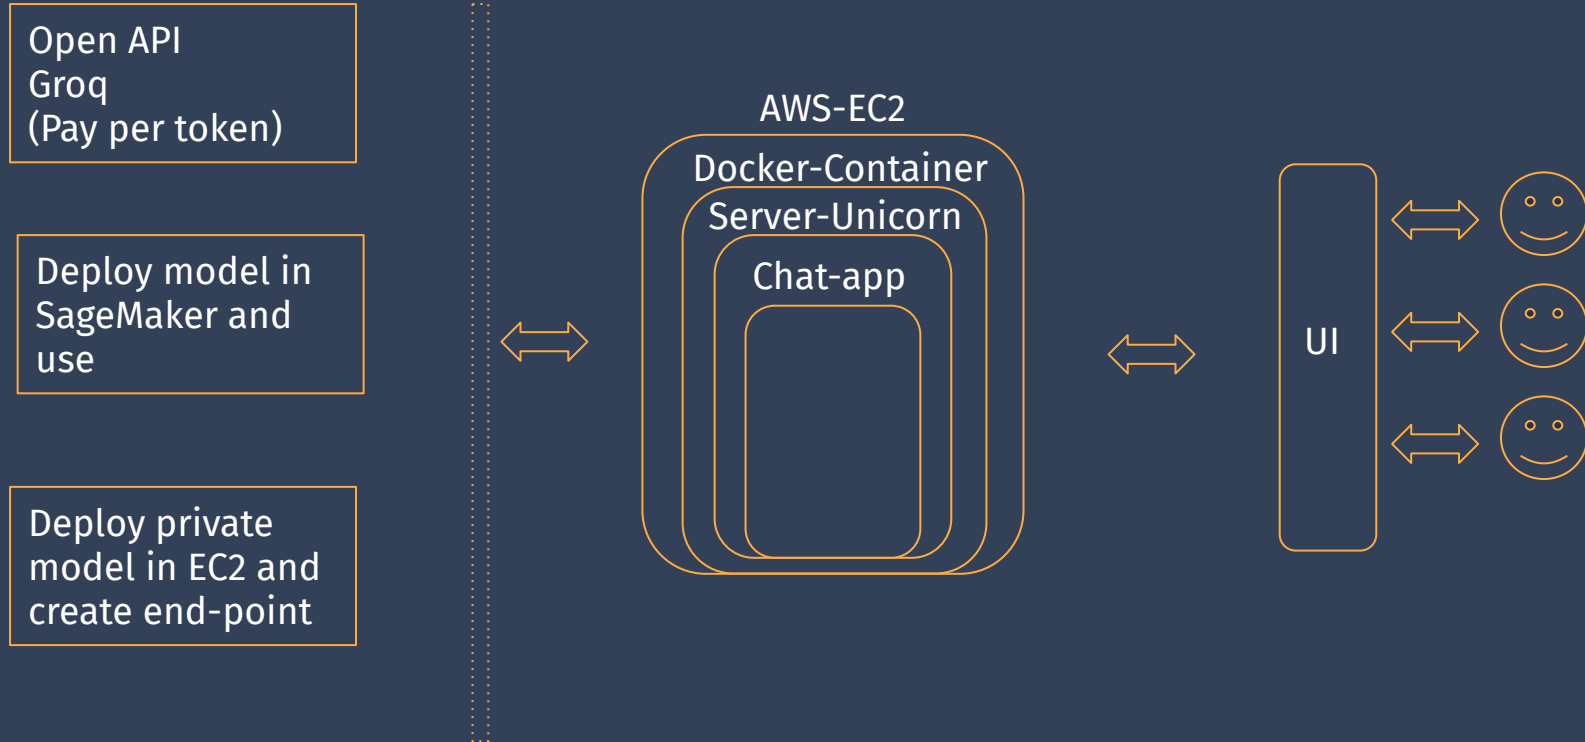 Open API
Groq
(Pay per token)
Deploy model in
SageMaker and
use
Deploy private
model in EC2 and
create end-point
AWS-EC2
Docker-Container
Server-Unicorn
Chat-app
UI